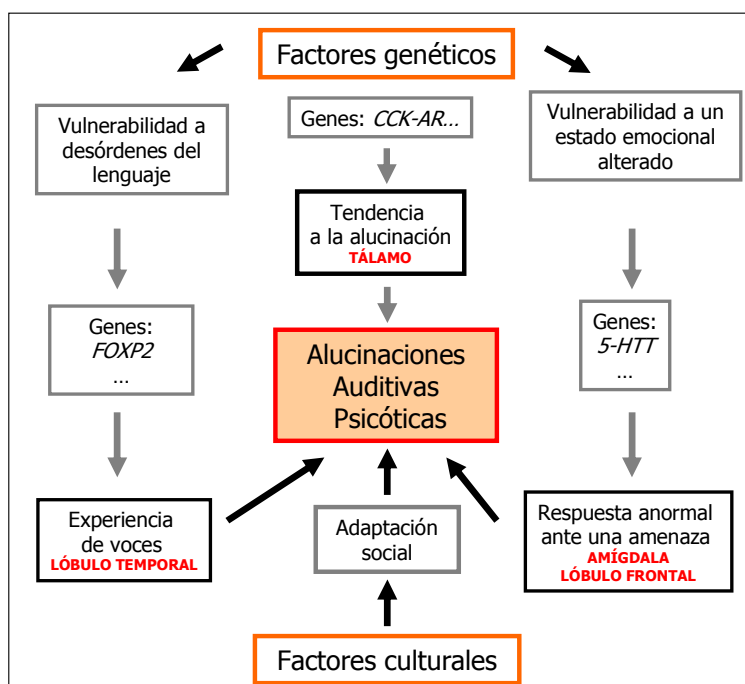 Factores genéticos
Vulnerabilidad a
desórdenes del
lenguaje
Genes: CCK-AR...
Vulnerabilidad a un
estado emocional
alterado
Tendencia
a la alucinación
TÁLAMO
Genes:
FOXP2
...
Genes:
5-HTT
...
Alucinaciones
Auditivas
Psicóticas
Experiencia
de voces
LÓBULO TEMPORAL
Adaptación
social
Respuesta anormal
ante una amenaza
AMÍGDALA
LÓBULO FRONTAL
Factores culturales